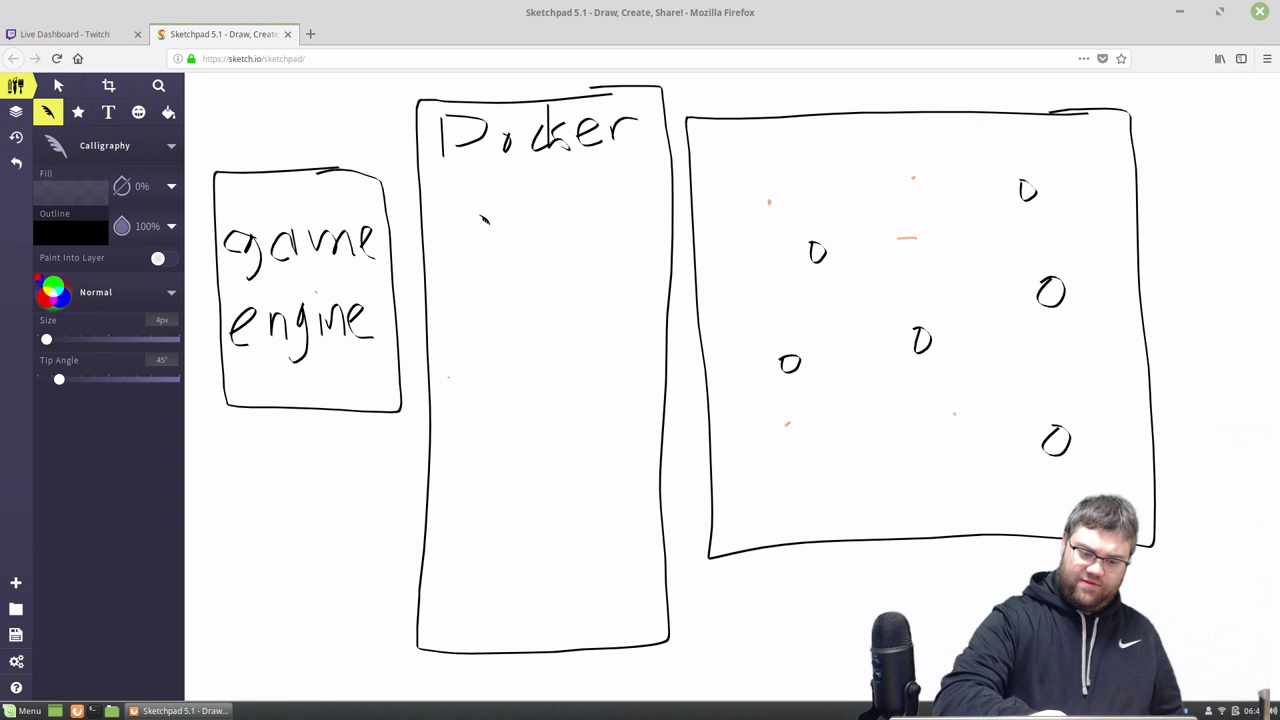 Sketchpad 5.1 - Draw, Create, Share! - Mozilla Firefox
Live Dashboard - Twitch
Sketchpad 5.1 - Draw, Create
https://sketch.io/sketchpad/
Calligraphy
Fill
0%
Outline
100%
Paint Into Layer
Normal
Size
4px
Tip Angle
45°
Docker
game
engine
Menu
Sketchpad 5.1 - Draw...